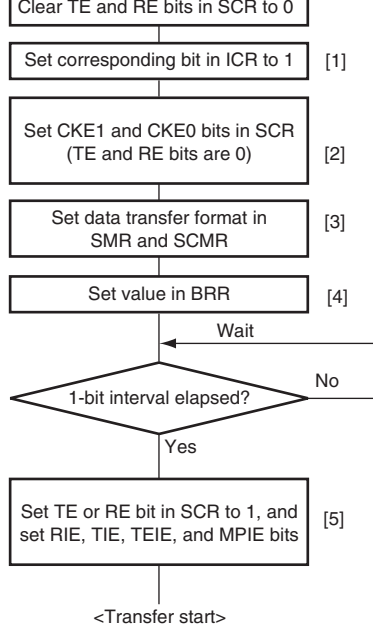 Clear TE and RE bits in SCR to 0
Set corresponding bit in ICR to 1
[1]
Set CKE1 and CKE0 bits in SCR
(TE and RE bits are 0)
[2]
Set data transfer format in
SMR and SCMR
[3]
Set value in BRR
[4]
Wait
1-bit interval elapsed?
No
Yes
Set TE or RE bit in SCR to 1, and
set RIE, TIE, TEIE, and MPIE bits
[5]
<Transfer start>